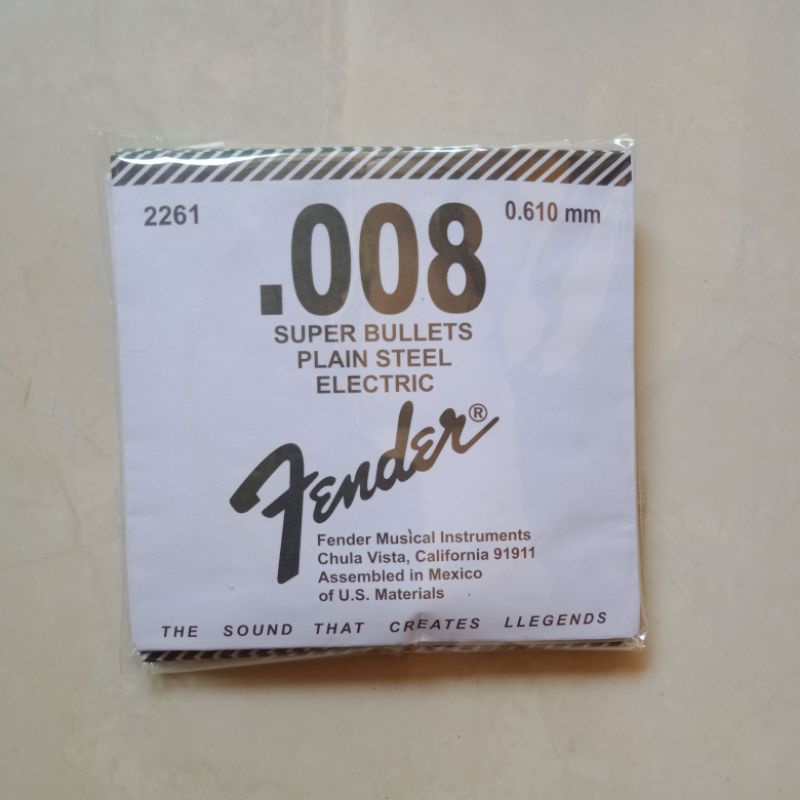 2261
.008
0.610 mm
SUPER BULLETS
PLAIN STEEL
ELECTRIC
Fender®
Fender Musical Instruments
Chula Vista, California 91911
Assembled in Mexico
of U.S. Materials
THE SOUND THAT CREATES LLEGENDS